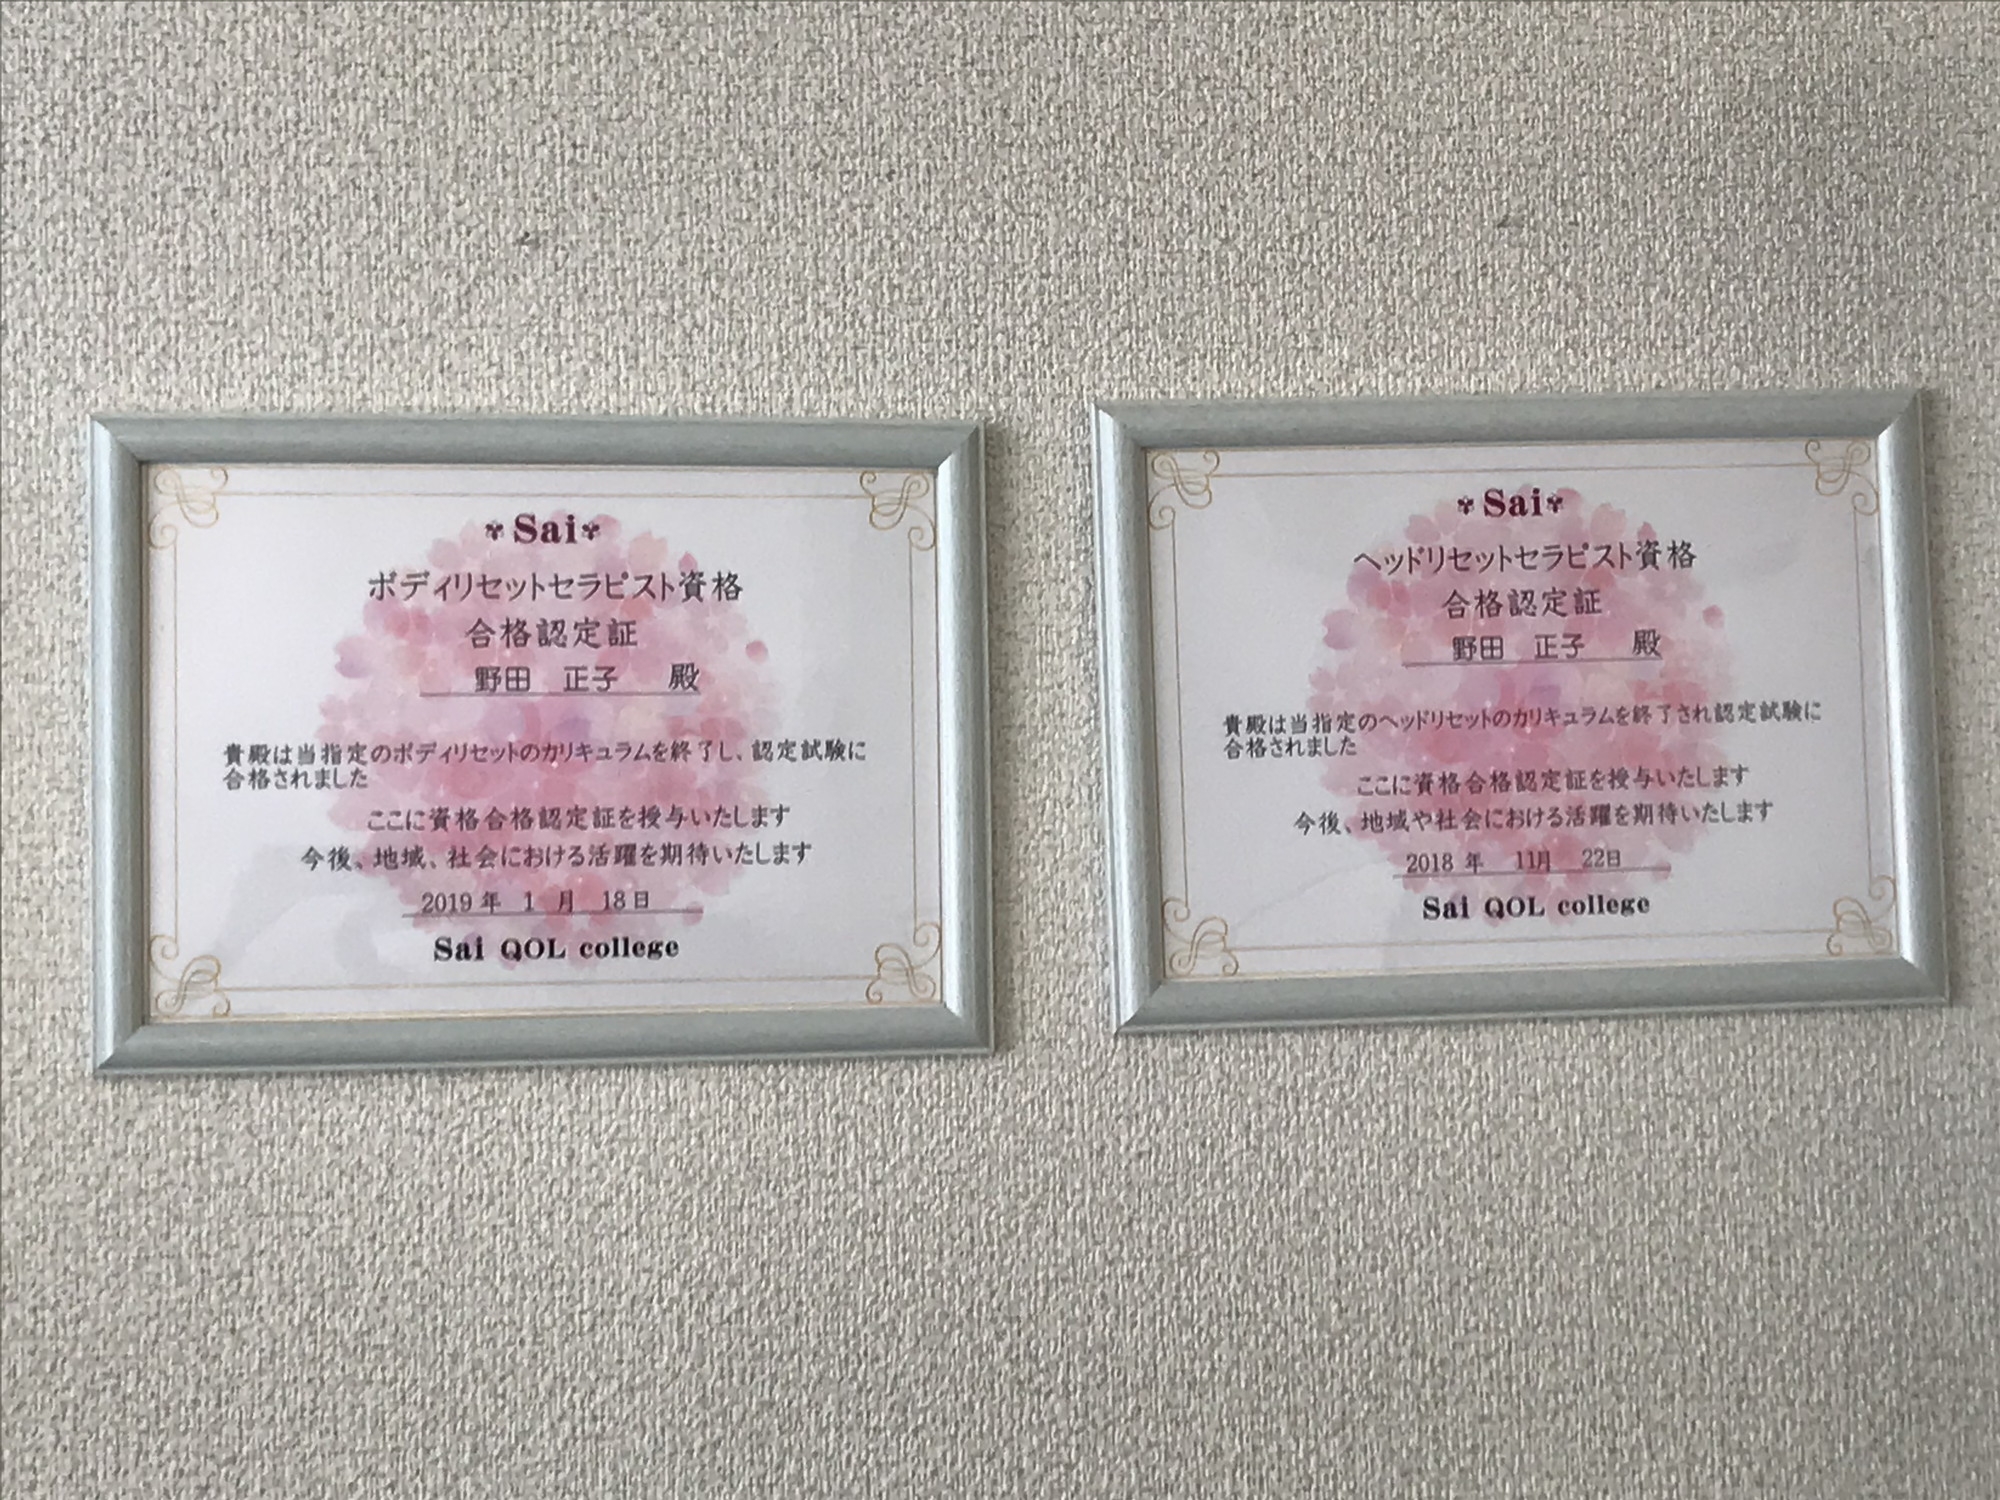 Sai
ボディリセットセラピスト資格
合格認定証
野田 正子 殿
貴殿は当指定のボディリセットのカリキュラムを終了し、認定試験に
合格されました
ここに資格合格認定証を授与いたします
今後、地域、社会における活躍を期待いたします
2019 年 1 月 18 日
Sai QOL college
Sai
ヘッドリセットセラピスト資格
合格認定証
野田 正子 殿
貴殿は当指定のヘッドリセットのカリキュラムを終了され認定試験に
合格されました
ここに資格合格認定証を授与いたします
今後、地域や社会における活躍を期待いたします
2018 年 11月 22日
Sai QOL college